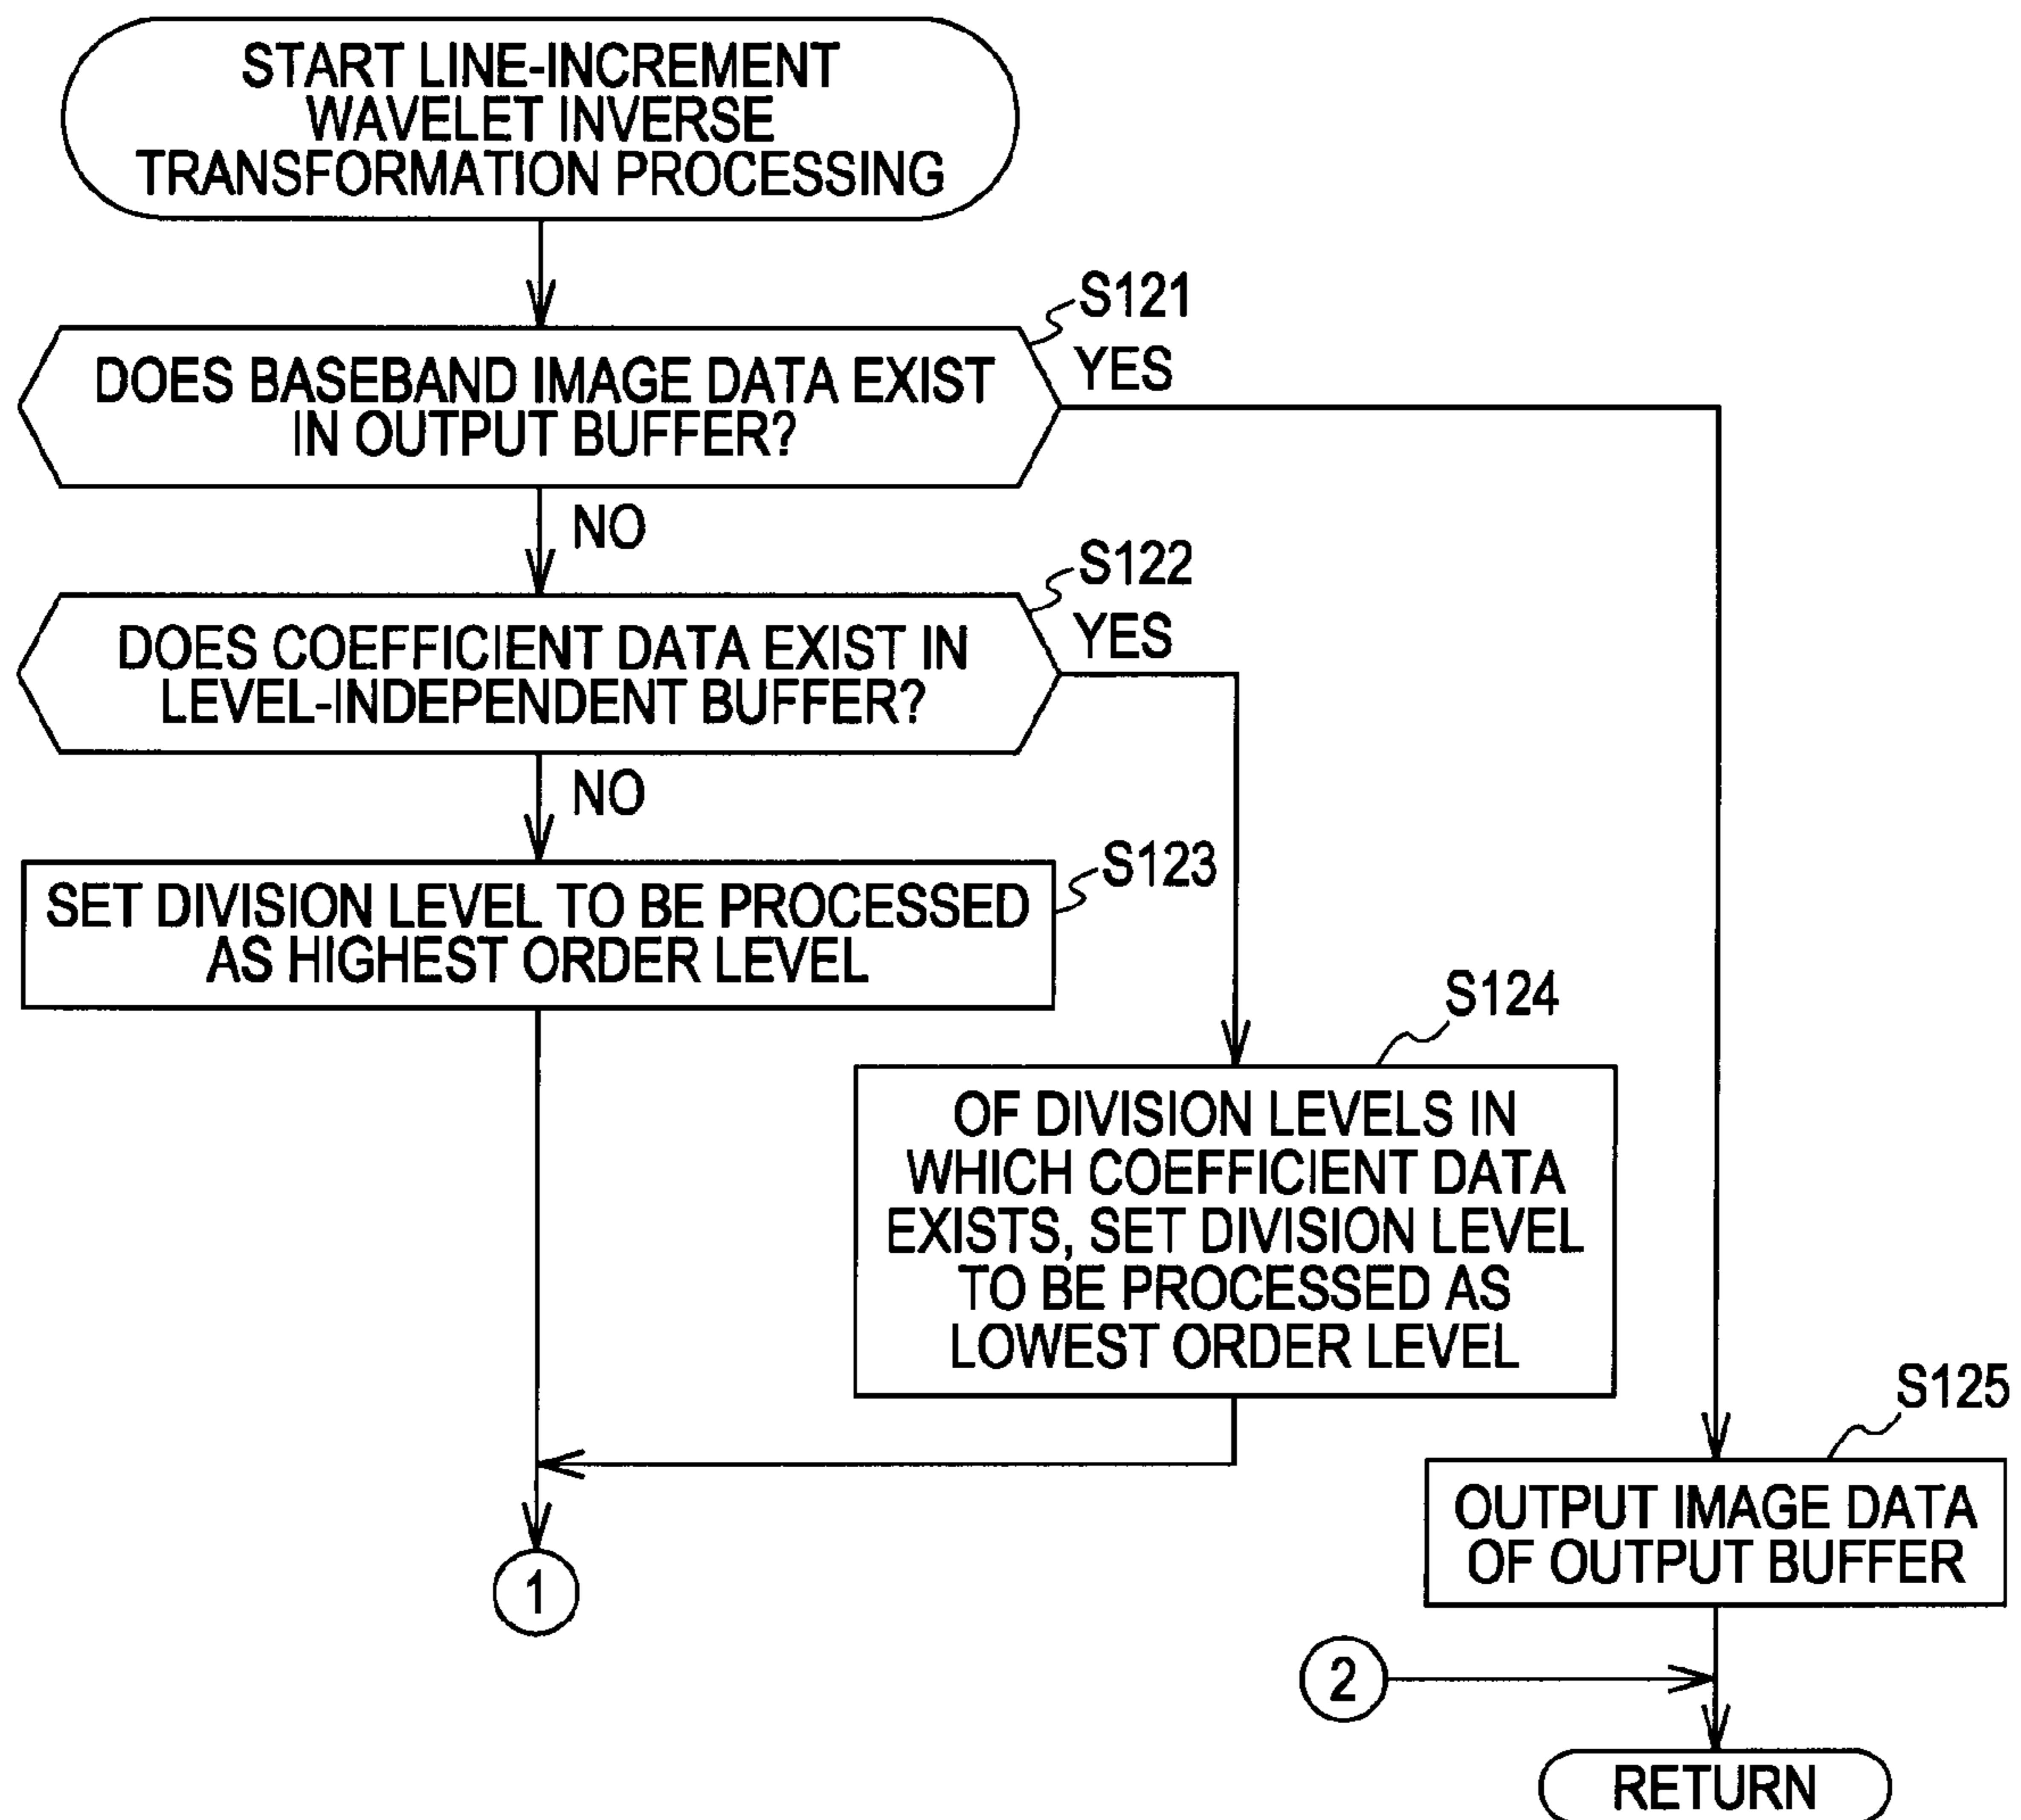 START LINE-INCREMENT
WAVELET INVERSE
TRANSFORMATION PROCESSING
S121
DOES BASEBAND IMAGE DATA EXIST
IN OUTPUT BUFFER?
YES
NO
S122
DOES COEFFICIENT DATA EXIST IN
LEVEL-INDEPENDENT BUFFER?
YES
NO
S123
SET DIVISION LEVEL TO BE PROCESSED
AS HIGHEST ORDER LEVEL
S124
OF DIVISION LEVELS IN
WHICH COEFFICIENT DATA
EXISTS, SET DIVISION LEVEL
TO BE PROCESSED AS
LOWEST ORDER LEVEL
S125
OUTPUT IMAGE DATA
OF OUTPUT BUFFER
1
2
RETURN